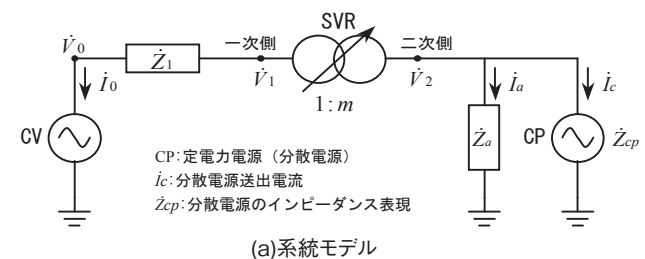 SVR
一次側 二次側
V̇0 Ż1 V̇1 V̇2
İ0 1:m İa İc
CV Ża CP Żcp
CP:定電力電源（分散電源）
İc:分散電源送出電流
Żcp:分散電源のインピーダンス表現
(a)系統モデル